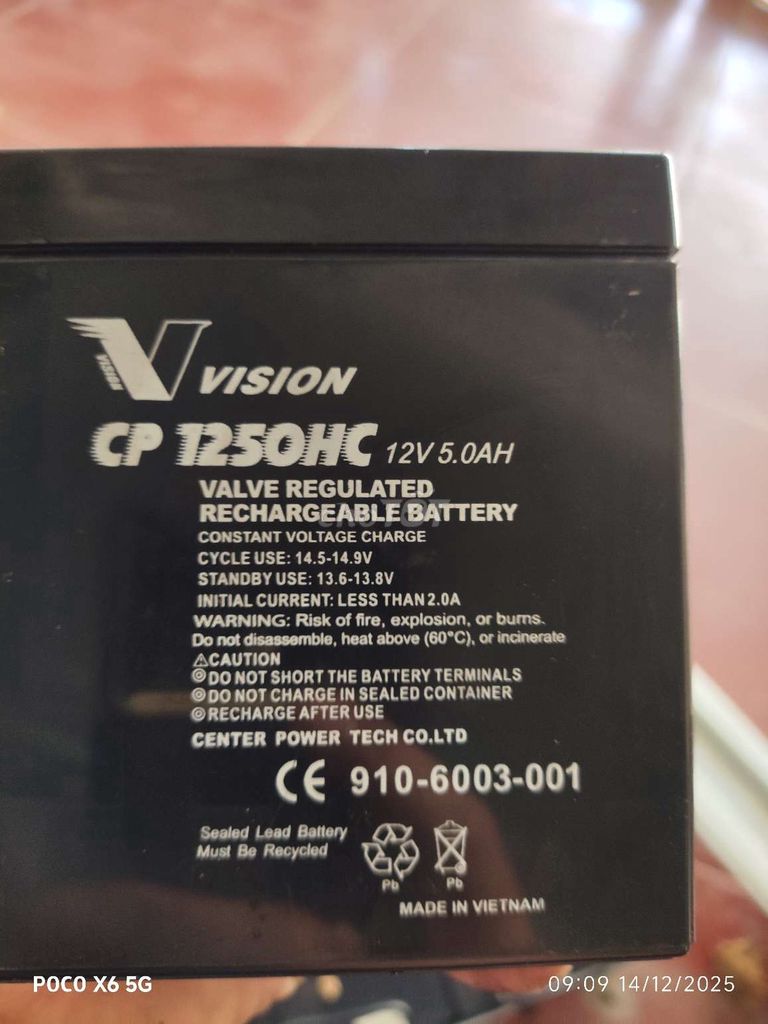 VISION
VISION
CP 1250HC 12V 5.0AH
VALVE REGULATED
RECHARGEABLE BATTERY
CONSTANT VOLTAGE CHARGE
CYCLE USE: 14.5-14.9V
STANDBY USE: 13.6-13.8V
INITIAL CURRENT: LESS THAN 2.0A
WARNING: Risk of fire, explosion, or burns.
Do not disassemble, heat above (60°C), or incinerate
⚠CAUTION
◎DO NOT SHORT THE BATTERY TERMINALS
◎DO NOT CHARGE IN SEALED CONTAINER
◎RECHARGE AFTER USE
CENTER POWER TECH CO.LTD
CE 910-6003-001
Sealed Lead Battery
Must Be Recycled
Pb Pb
MADE IN VIETNAM
POCO X6 5G
09:09 14/12/2025